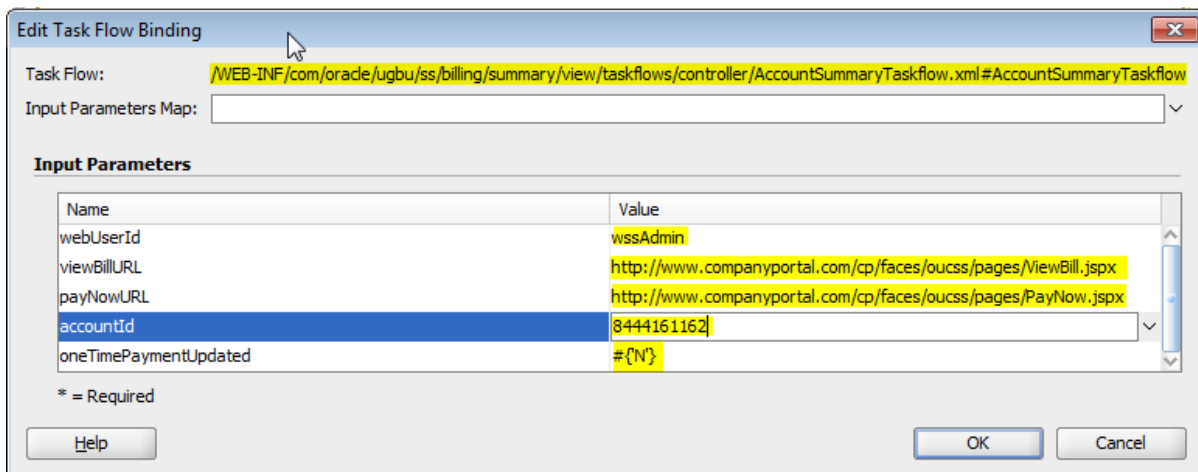 Edit Task Flow Binding
Task Flow: /WEB-INF/com/oracle/ugbu/ss/billing/summary/view/taskflows/controller/AccountSummaryTaskflow.xml#AccountSummaryTaskflow
Input Parameters Map:
Input Parameters
Name Value
webUserId wssAdmin
viewBillURL http://www.companyportal.com/cp/faces/oucss/pages/ViewBill.jspx
payNowURL http://www.companyportal.com/cp/faces/oucss/pages/PayNow.jspx
accountId 8444161162
oneTimePaymentUpdated #{'N'}
* = Required
Help OK Cancel